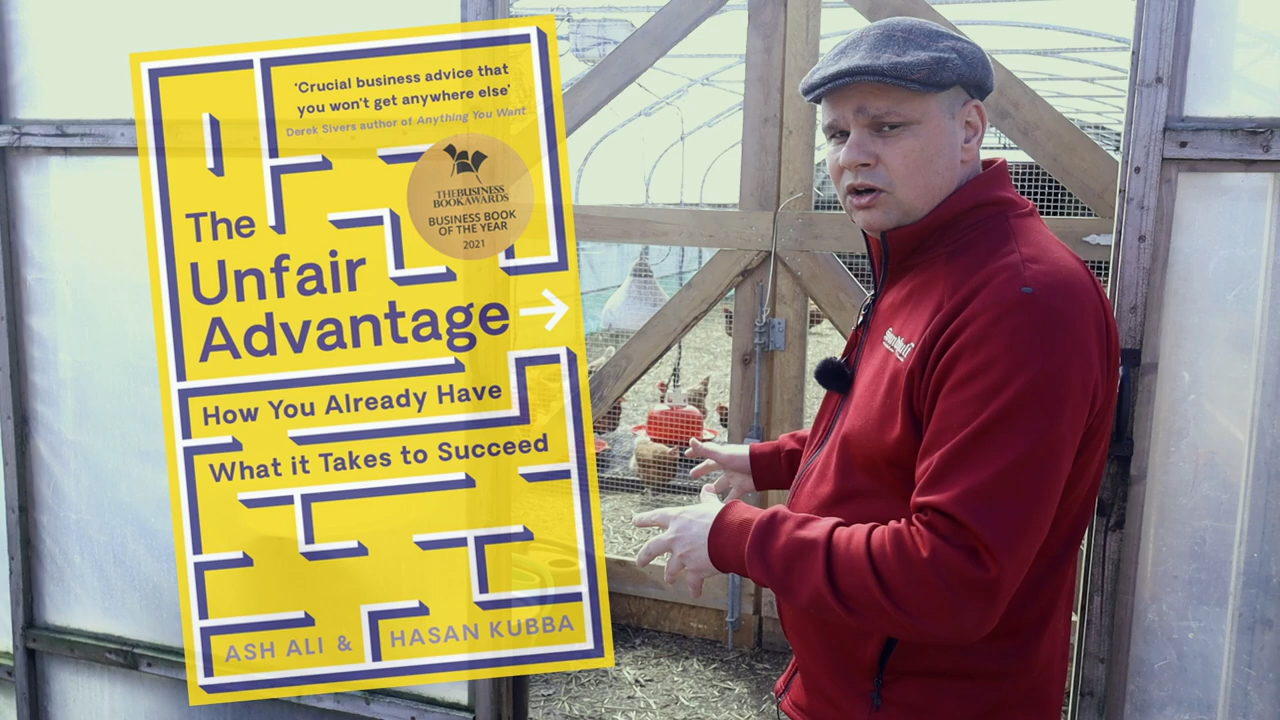 'Crucial business advice that
you won't get anywhere else'
Derek Sivers author of Anything You Want
THE BUSINESS
BOOK AWARDS
BUSINESS BOOK
OF THE YEAR
2021
The
Unfair
Advantage
How You Already Have
What it Takes to Succeed
ASH ALI & HASAN KUBBA